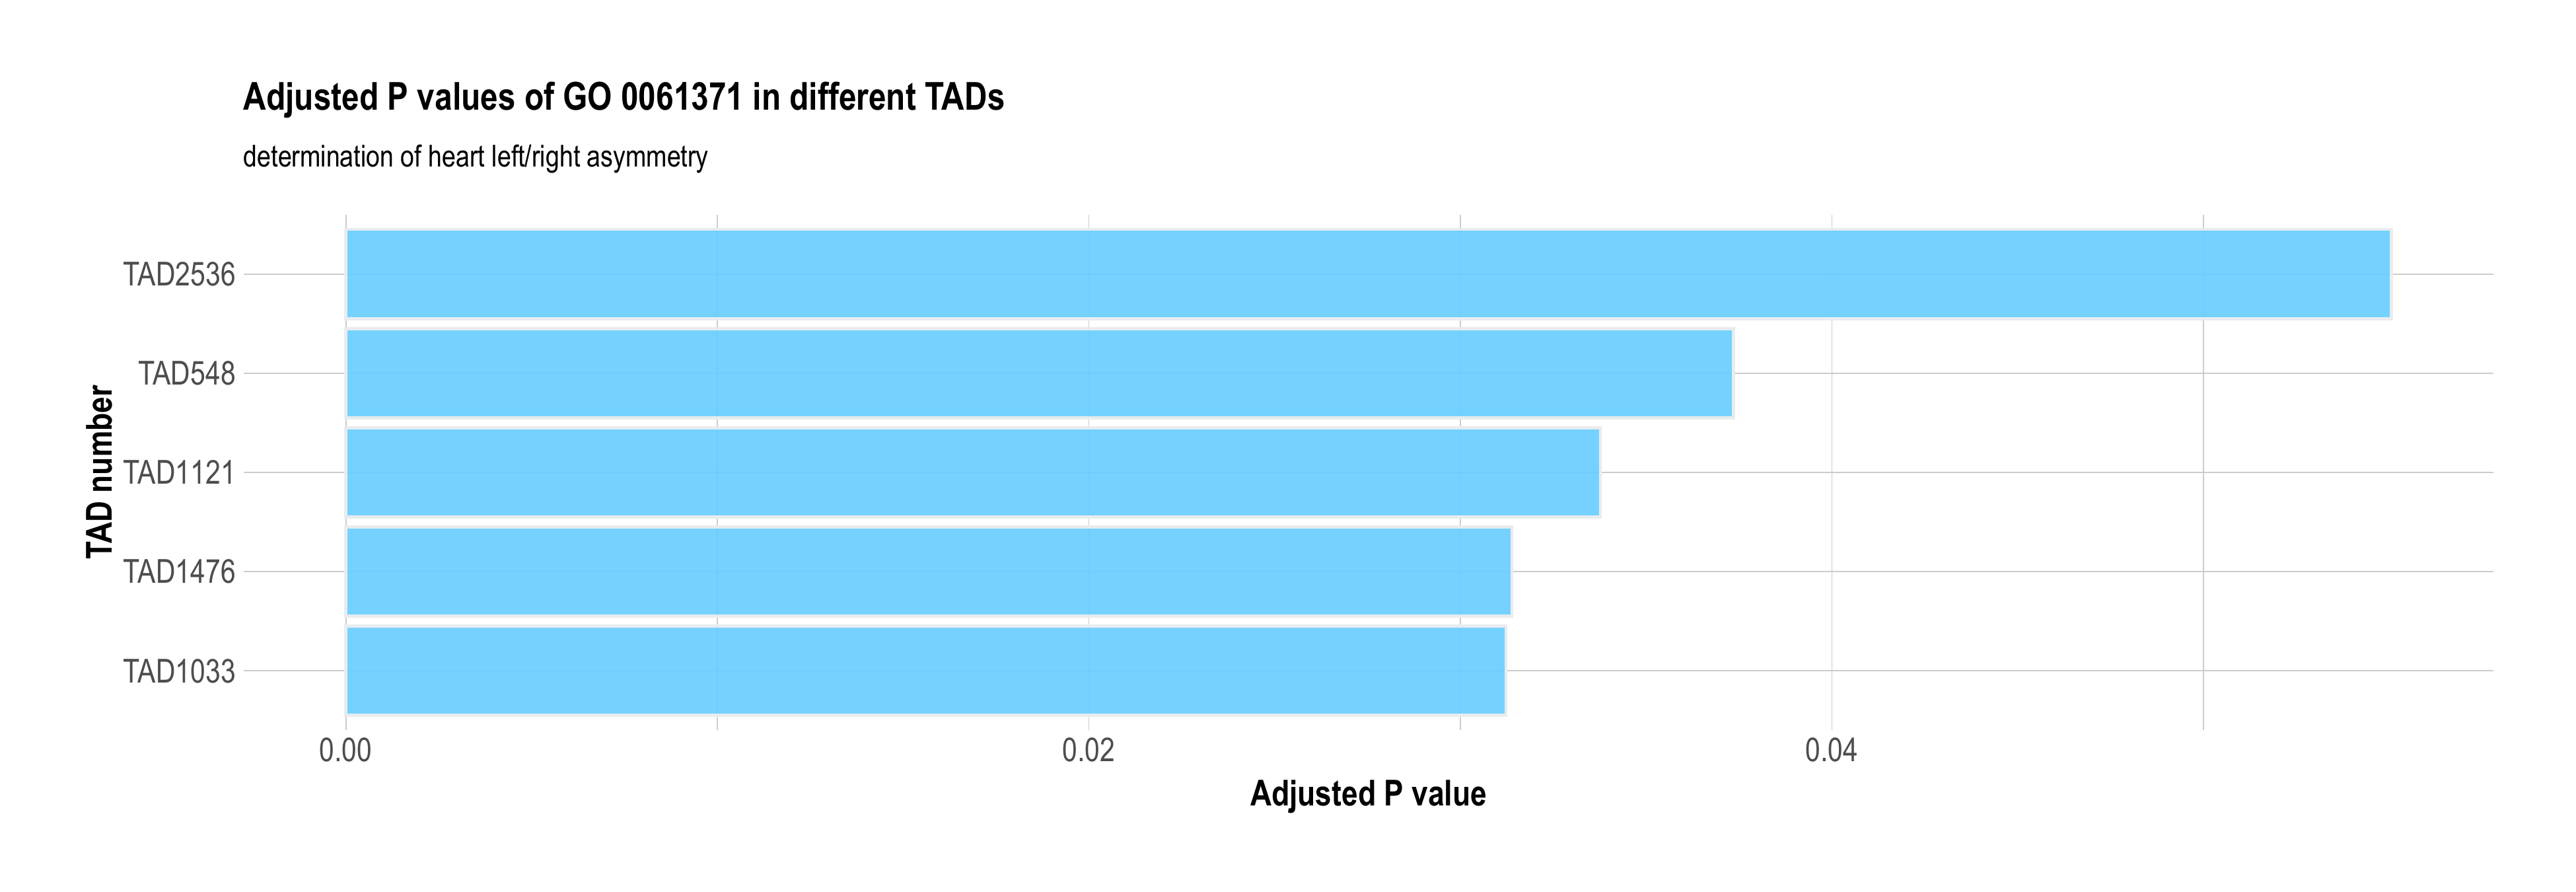 Adjusted P values of GO 0061371 in different TADs
determination of heart left/right asymmetry
TAD number
TAD2536
TAD548
TAD1121
TAD1476
TAD1033
0.00
0.02
0.04
Adjusted P value